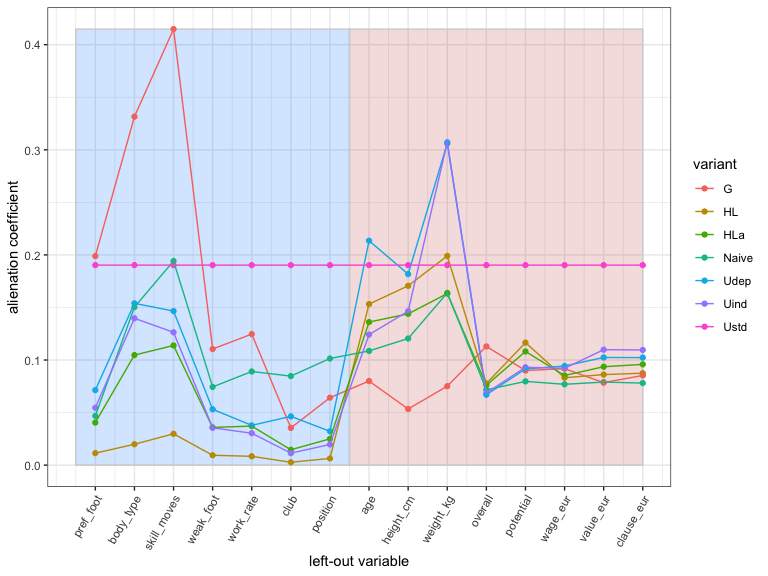 alienation coefficient
0.4
0.3
0.2
0.1
0.0
pref_foot
body_type
skill_moves
weak_foot
work_rate
club
position
age
height_cm
weight_kg
overall
potential
wage_eur
value_eur
clause_eur
left-out variable
variant
G
HL
HLa
Naive
Udep
Uind
Ustd